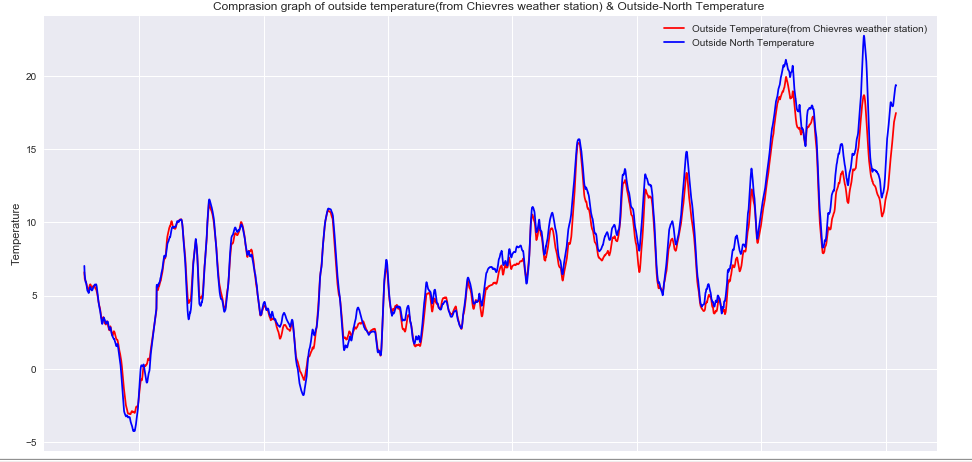 Comprasion graph of outside temperature(from Chievres weather station) & Outside-North Temperature
Outside Temperature(from Chievres weather station)
Outside North Temperature
Temperature
20
15
10
5
0
−5